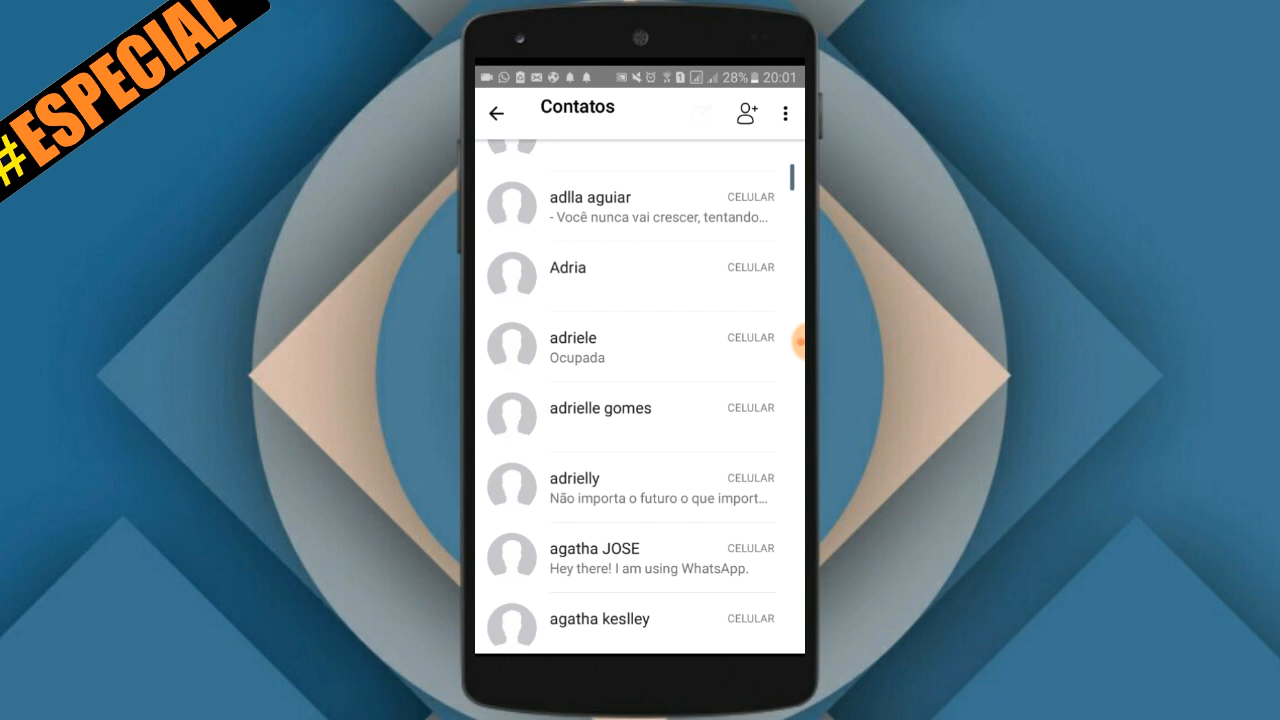 #ESPECIAL
28% 20:01
Contatos
adlla aguiar CELULAR
- Você nunca vai crescer, tentando...
Adria CELULAR
adriele CELULAR
Ocupada
adrielle gomes CELULAR
adrielly CELULAR
Não importa o futuro o que import...
agatha JOSE CELULAR
Hey there! I am using WhatsApp.
agatha keslley CELULAR